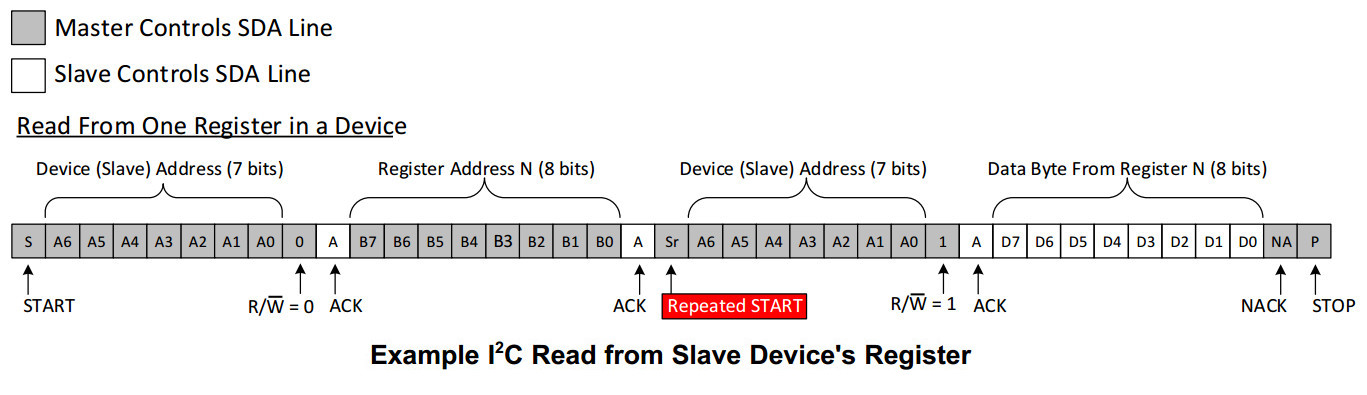 Master Controls SDA Line
Slave Controls SDA Line
Read From One Register in a Device
Device (Slave) Address (7 bits) Register Address N (8 bits) Device (Slave) Address (7 bits) Data Byte From Register N (8 bits)
S A6 A5 A4 A3 A2 A1 A0 0 A B7 B6 B5 B4 B3 B2 B1 B0 A Sr A6 A5 A4 A3 A2 A1 A0 1 A D7 D6 D5 D4 D3 D2 D1 D0 NA P
START R/W̅ = 0 ACK ACK Repeated START R/W̅ = 1 ACK NACK STOP
Example I²C Read from Slave Device's Register